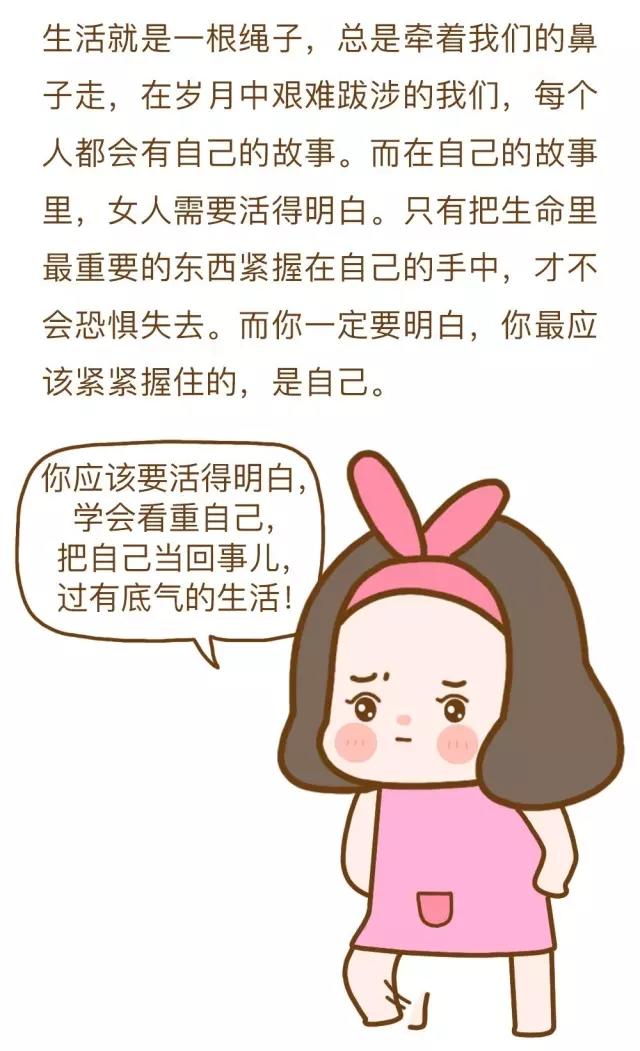 生活就是一根绳子，总是牵着我们的鼻
子走，在岁月中艰难跋涉的我们，每个
人都会有自己的故事。而在自己的故事
里，女人需要活得明白。只有把生命里
最重要的东西紧握在自己的手中，才不
会恐惧失去。而你一定要明白，你最应
该紧紧握住的，是自己。
你应该要活得明白，
学会看重自己，
把自己当回事儿，
过有底气的生活！